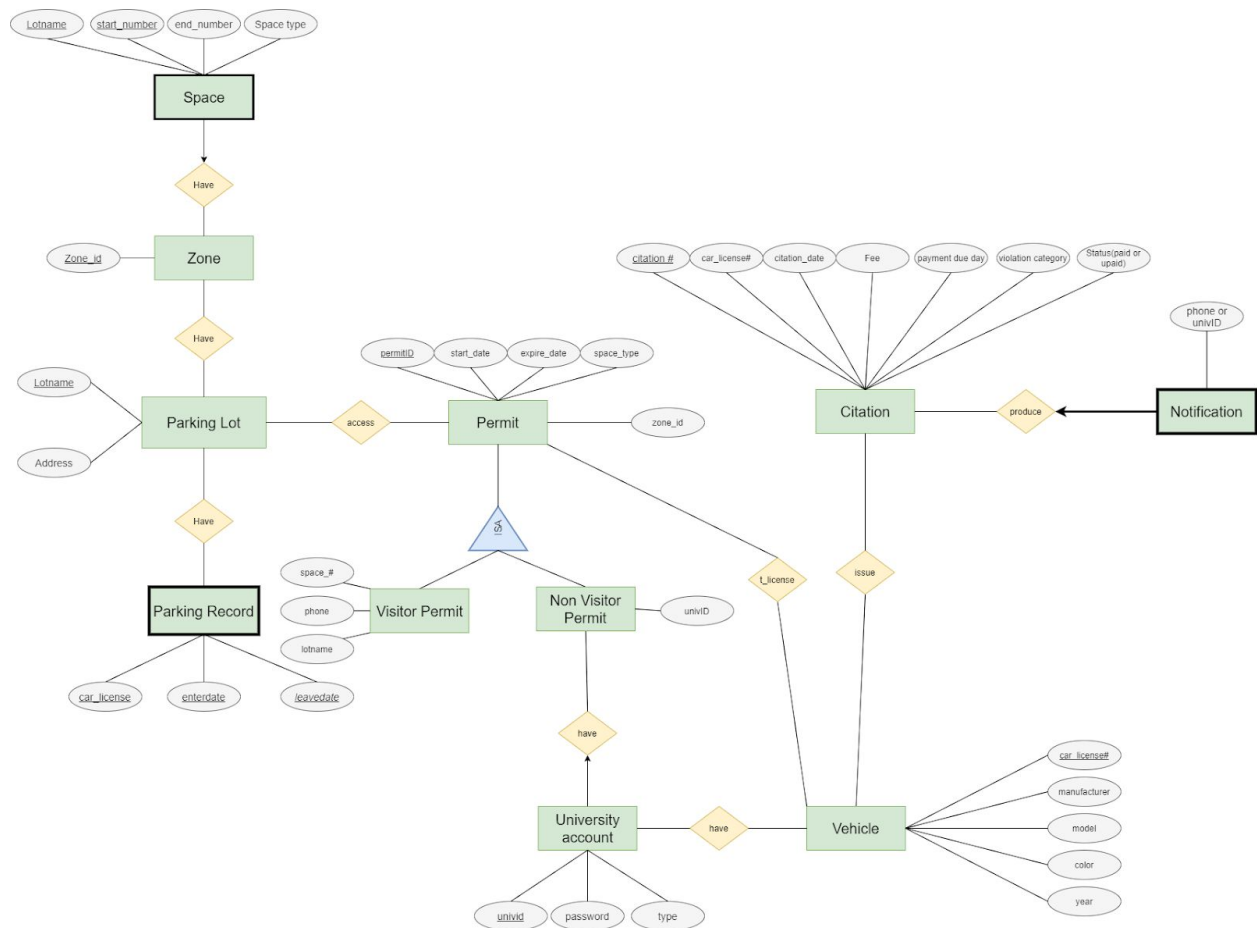 Lotname
start_number
end_number
Space type
Space
Have
Zone_id
Zone
Have
Lotname
Address
Parking Lot
access
permitID
start_date
expire_date
space_type
Permit
zone_id
citation #
car_license#
citation_date
Fee
payment due day
violation category
Status(paid or
upaid)
Citation
produce
phone or
univID
Notification
Have
ISA
t_license
issue
Parking Record
car_license
enterdate
leavedate
space_#
phone
lotname
Visitor Permit
Non Visitor
Permit
univID
have
University
account
have
Vehicle
univid
password
type
car_license#
manufacturer
model
color
year